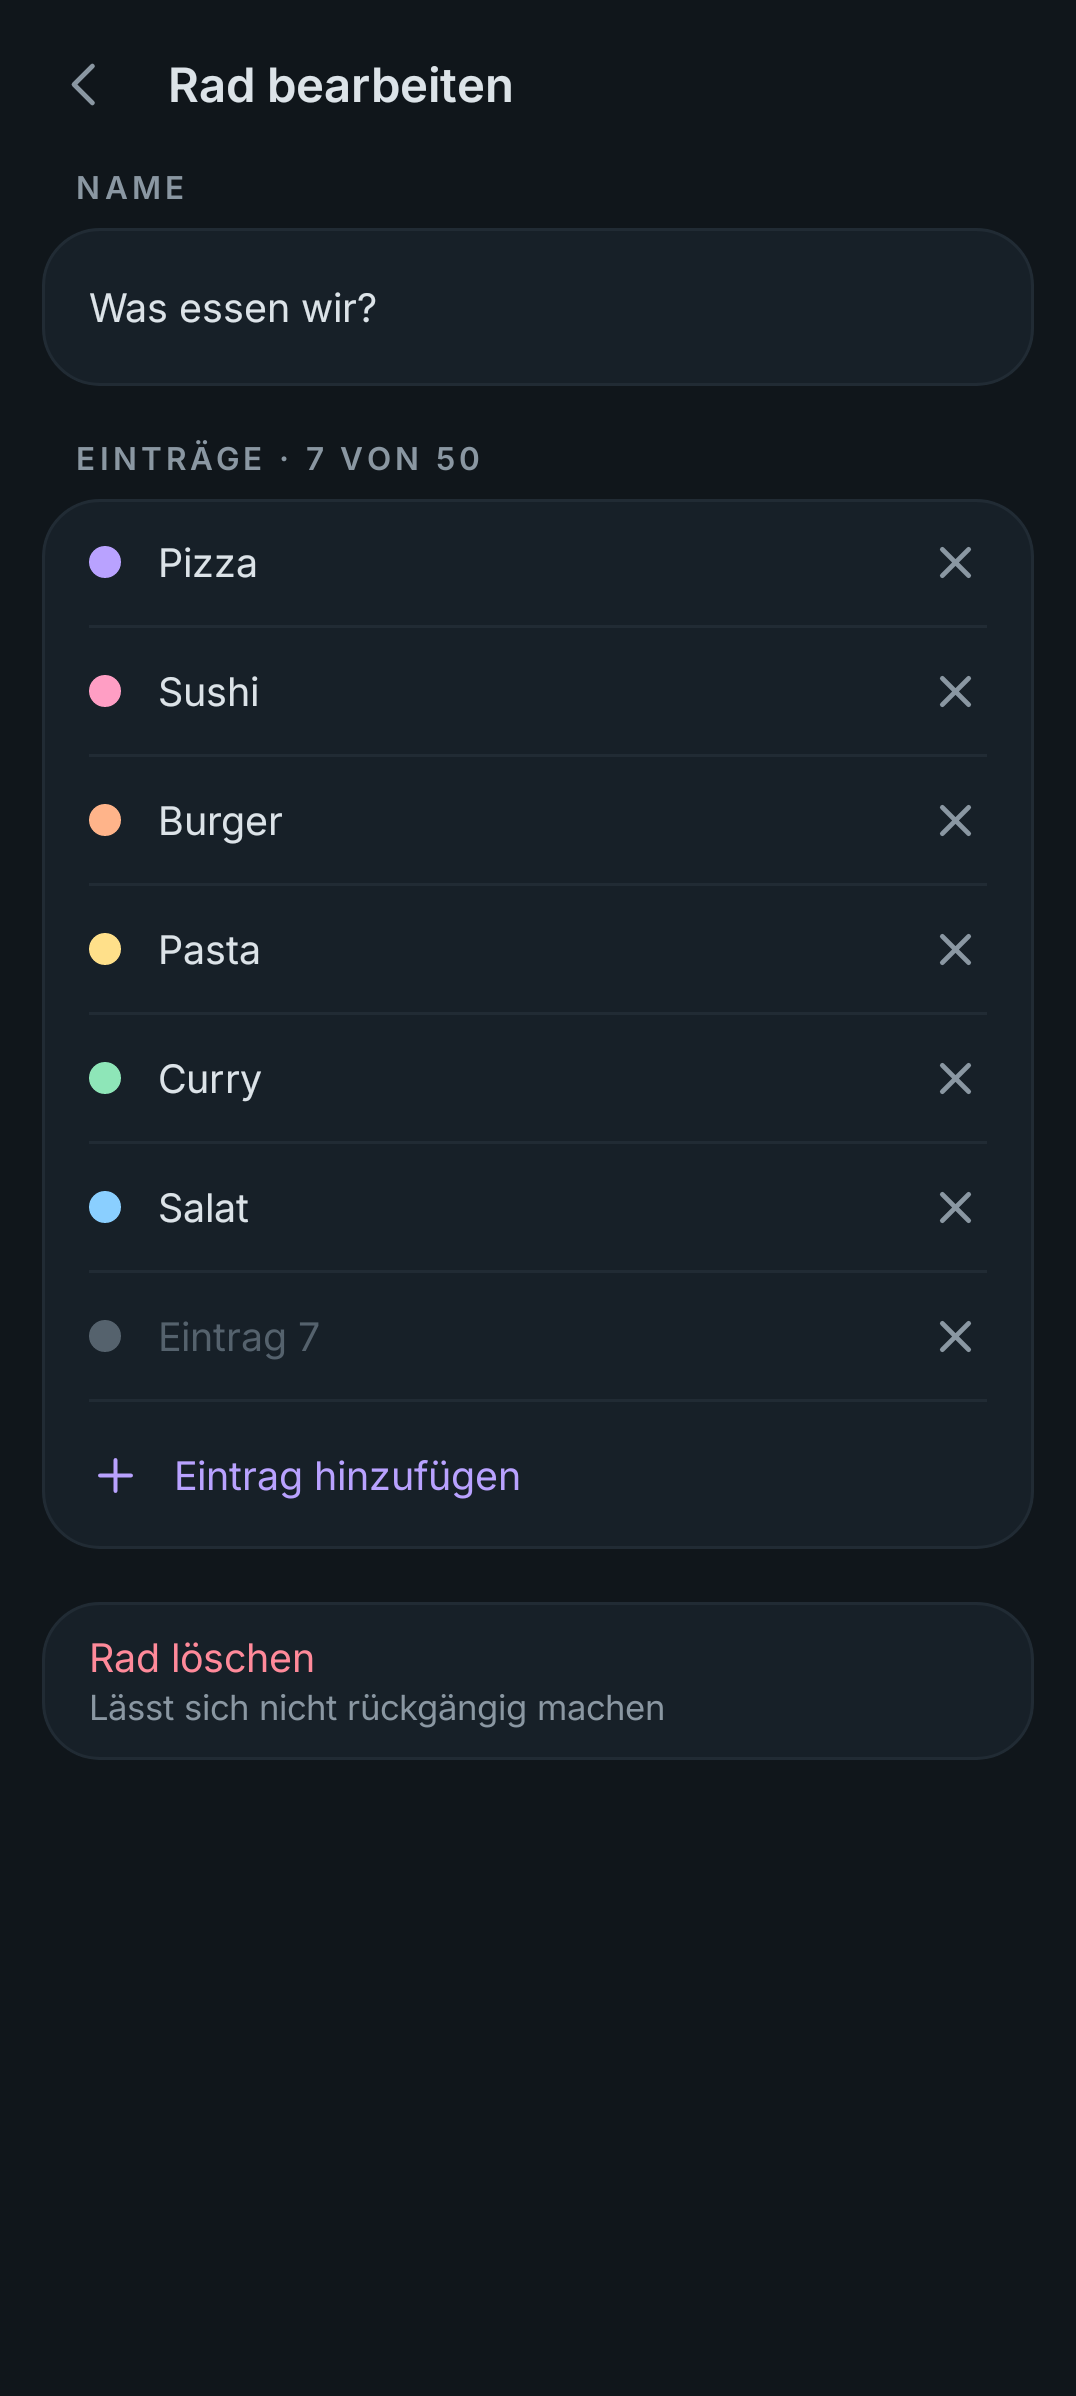 Rad bearbeiten
NAME
Was essen wir?
EINTRÄGE · 7 VON 50
Pizza
Sushi
Burger
Pasta
Curry
Salat
Eintrag 7
Eintrag hinzufügen
Rad löschen
Lässt sich nicht rückgängig machen